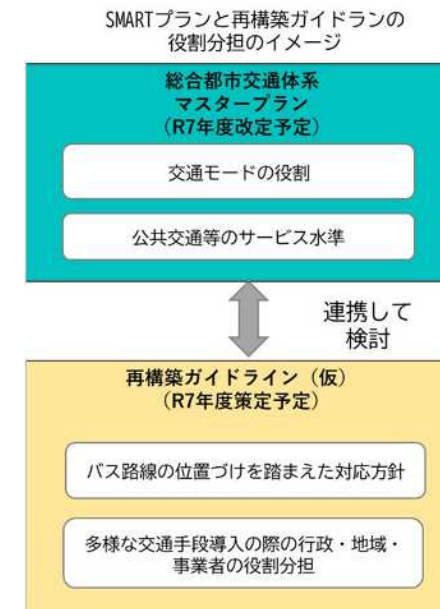 SMARTプランと再構築ガイドランの
役割分担のイメージ
総合都市交通体系
マスタープラン
（R7年度改定予定）
交通モードの役割
公共交通等のサービス水準
連携して
検討
再構築ガイドライン（仮）
（R7年度策定予定）
バス路線の位置づけを踏まえた対応方針
多様な交通手段導入の際の行政・地域・
事業者の役割分担